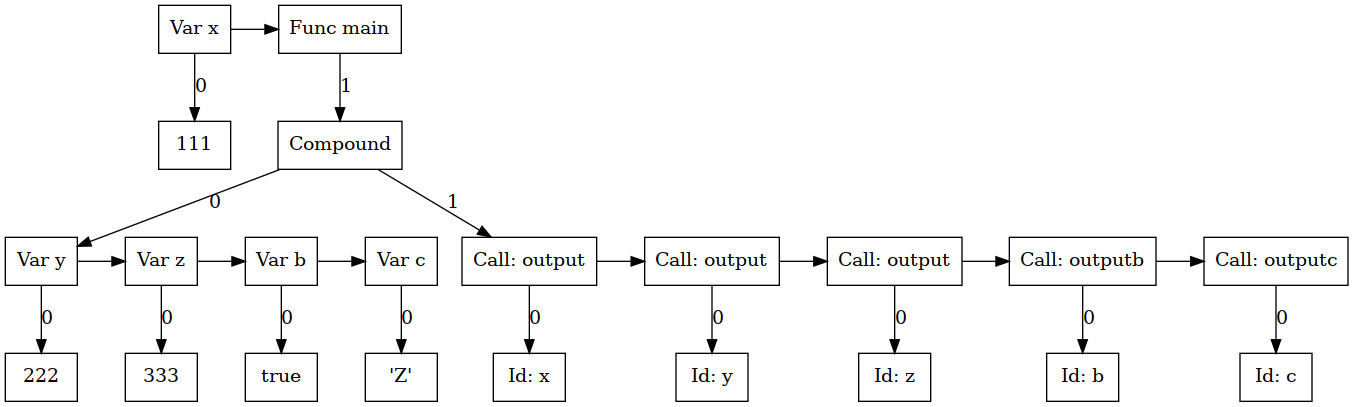 Var x
Func main
0
1
111
Compound
0
1
Var y
Var z
Var b
Var c
Call: output
Call: output
Call: output
Call: outputb
Call: outputc
0
0
0
0
0
0
0
0
0
222
333
true
'Z'
Id: x
Id: y
Id: z
Id: b
Id: c